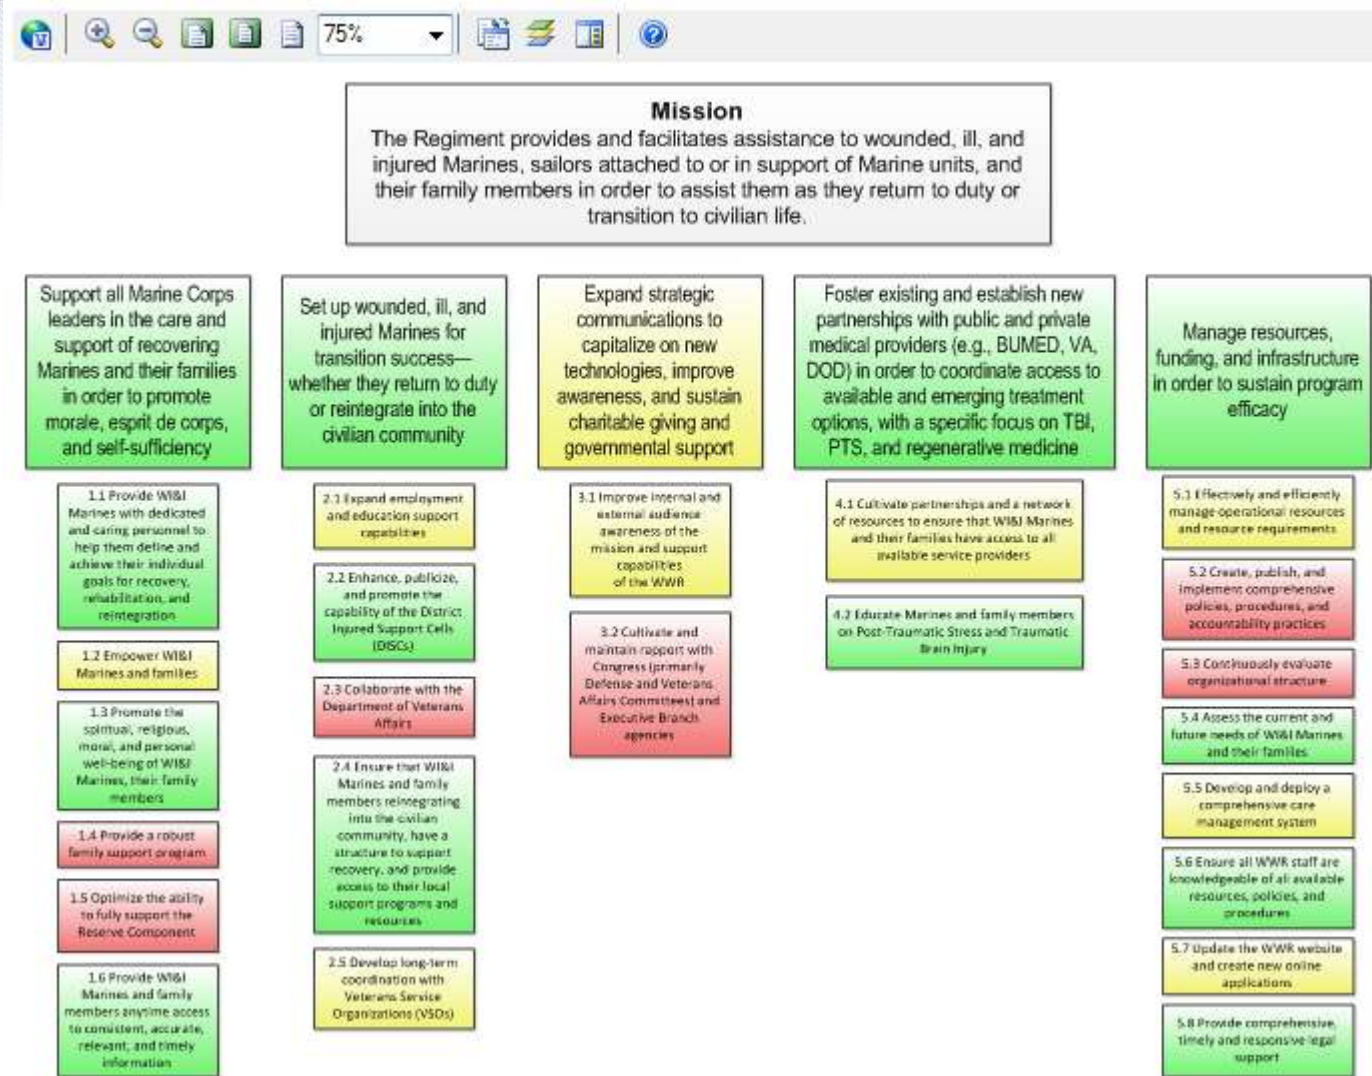 75%
Mission
The Regiment provides and facilitates assistance to wounded, ill, and
injured Marines, sailors attached to or in support of Marine units, and
their family members in order to assist them as they return to duty or
transition to civilian life.
Support all Marine Corps
leaders in the care and
support of recovering
Marines and their families
in order to promote
morale, esprit de corps,
and self-sufficiency
1.1 Provide WI&I
Marines with dedicated
and caring personnel to
help them define and
achieve their individual
goals for recovery,
rehabilitation, and
reintegration
1.2 Empower WI&I
Marines and families
1.3 Promote the
spiritual, religious,
moral, and personal
well-being of WI&I
Marines, their family
members
1.4 Provide a robust
family support program
1.5 Optimize the ability
to fully support the
Reserve Component
1.6 Provide WI&I
Marines and family
members anytime access
to consistent, accurate,
relevant, and timely
information
Set up wounded, ill, and
injured Marines for
transition success—
whether they return to duty
or reintegrate into the
civilian community
2.1 Expand employment
and education support
capabilities
2.2 Enhance, publicize,
and promote the
capability of the District
Injured Support Cells
(DISCs)
2.3 Collaborate with the
Department of Veterans
Affairs
2.4 Ensure that WI&I
Marines and family
members reintegrating
into the civilian
community, have a
structure to support
recovery, and provide
access to their local
support programs and
resources
2.5 Develop long-term
coordination with
Veterans Service
Organizations (VSOs)
Expand strategic
communications to
capitalize on new
technologies, improve
awareness, and sustain
charitable giving and
governmental support
3.1 Improve internal and
external audience
awareness of the
mission and support
capabilities
of the WWR
3.2 Cultivate and
maintain rapport with
Congress (primarily
Defense and Veterans
Affairs Committees) and
Executive Branch
agencies
Foster existing and establish new
partnerships with public and private
medical providers (e.g., BUMED, VA,
DOD) in order to coordinate access to
available and emerging treatment
options, with a specific focus on TBI,
PTS, and regenerative medicine
4.1 Cultivate partnerships and a network
of resources to ensure that WI&I Marines
and their families have access to all
available service providers
4.2 Educate Marines and family members
on Post-Traumatic Stress and Traumatic
Brain Injury
Manage resources,
funding, and infrastructure
in order to sustain program
efficacy
5.1 Effectively and efficiently
manage operational resources
and resource requirements
5.2 Create, publish, and
implement comprehensive
policies, procedures, and
accountability practices
5.3 Continuously evaluate
organizational structure
5.4 Assess the current and
future needs of WI&I Marines
and their families
5.5 Develop and deploy a
comprehensive care
management system
5.6 Ensure all WWR staff are
knowledgeable of all available
resources, policies, and
procedures
5.7 Update the WWR website
and create new online
applications
5.8 Provide comprehensive,
timely and responsive legal
support